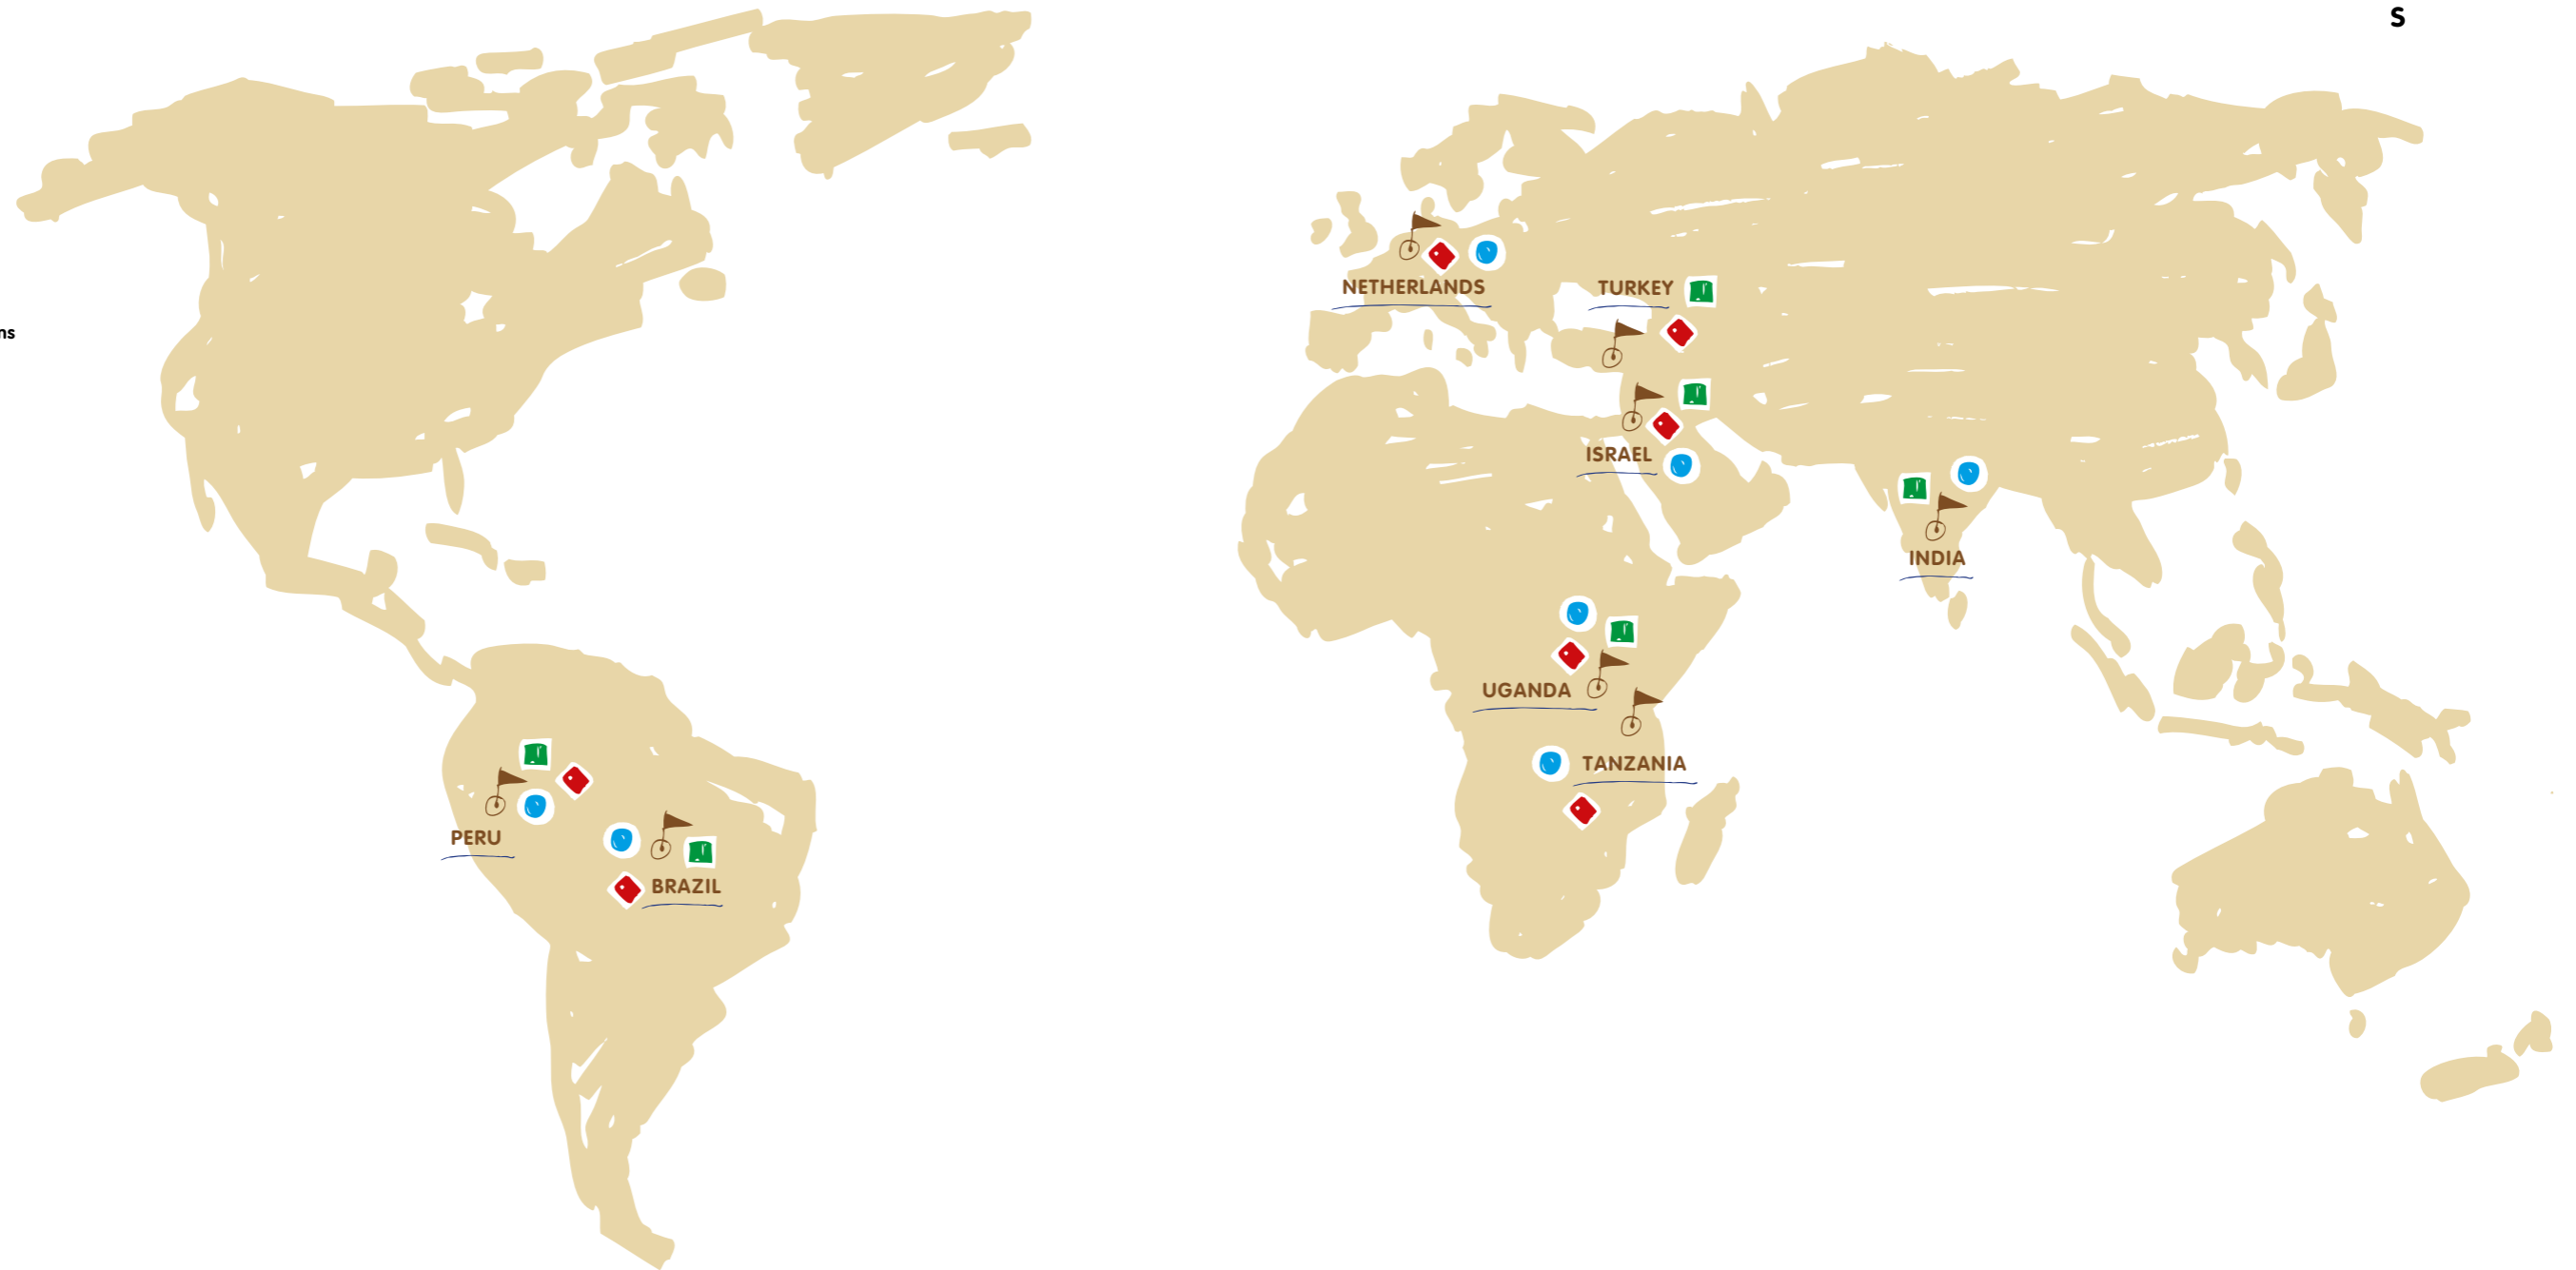 S
ns
NETHERLANDS
TURKEY
ISRAEL
INDIA
UGANDA
TANZANIA
PERU
BRAZIL